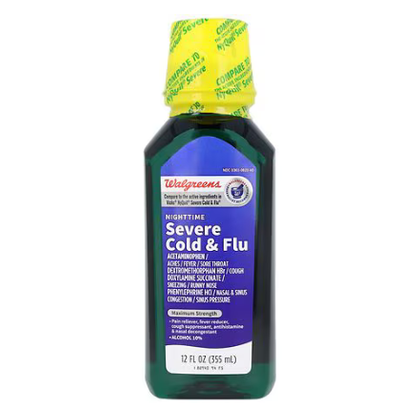 COMPARE TO
NyQuil® Severe
Walgreens
Compare to the active ingredients in
Vicks® NyQuil® Severe Cold & Flu
NIGHTTIME
Severe
Cold & Flu
ACETAMINOPHEN /
ACHES / FEVER / SORE THROAT
DEXTROMETHORPHAN HBr / COUGH
DOXYLAMINE SUCCINATE /
SNEEZING / RUNNY NOSE
PHENYLEPHRINE HCl / NASAL & SINUS
CONGESTION / SINUS PRESSURE
Maximum Strength
• Pain reliever, fever reducer,
cough suppressant, antihistamine
& nasal decongestant
• ALCOHOL 10%
12 FL OZ (355 mL)